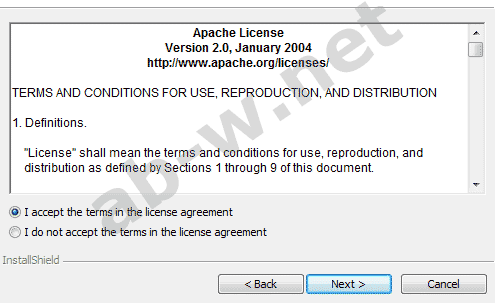 Apache License
Version 2.0, January 2004
http://www.apache.org/licenses/
TERMS AND CONDITIONS FOR USE, REPRODUCTION, AND DISTRIBUTION
1. Definitions.
"License" shall mean the terms and conditions for use, reproduction, and
distribution as defined by Sections 1 through 9 of this document.
I accept the terms in the license agreement
I do not accept the terms in the license agreement
InstallShield
< Back
Next >
Cancel
ab-w.net